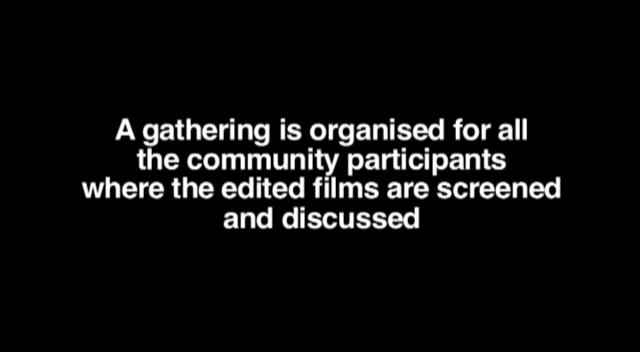 A gathering is organised for all
the community participants
where the edited films are screened
and discussed